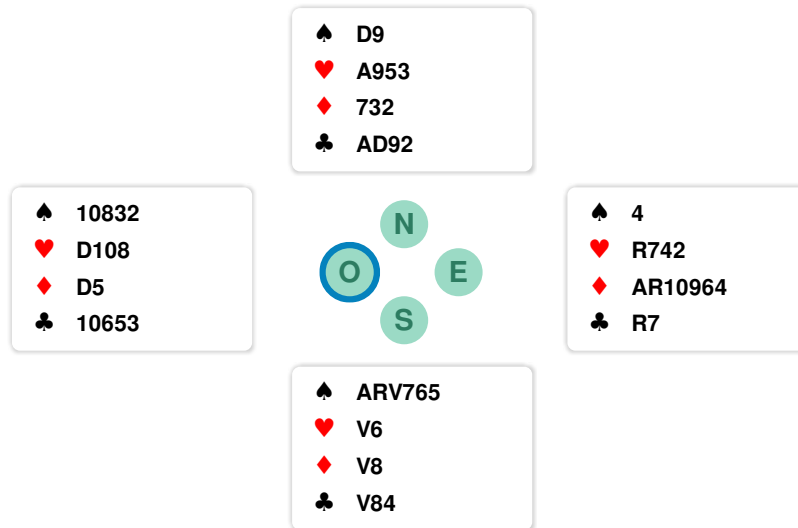 ♠ D9
♥ A953
♦ 732
♣ AD92
♠ 10832
♥ D108
♦ D5
♣ 10653
N
O
E
S
♠ 4
♥ R742
♦ AR10964
♣ R7
♠ ARV765
♥ V6
♦ V8
♣ V84